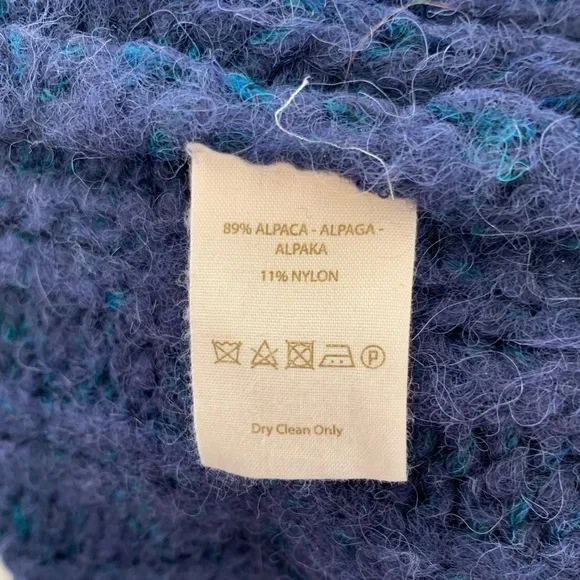 89% ALPACA - ALPAGA -
ALPAKA
11% NYLON
P
Dry Clean Only